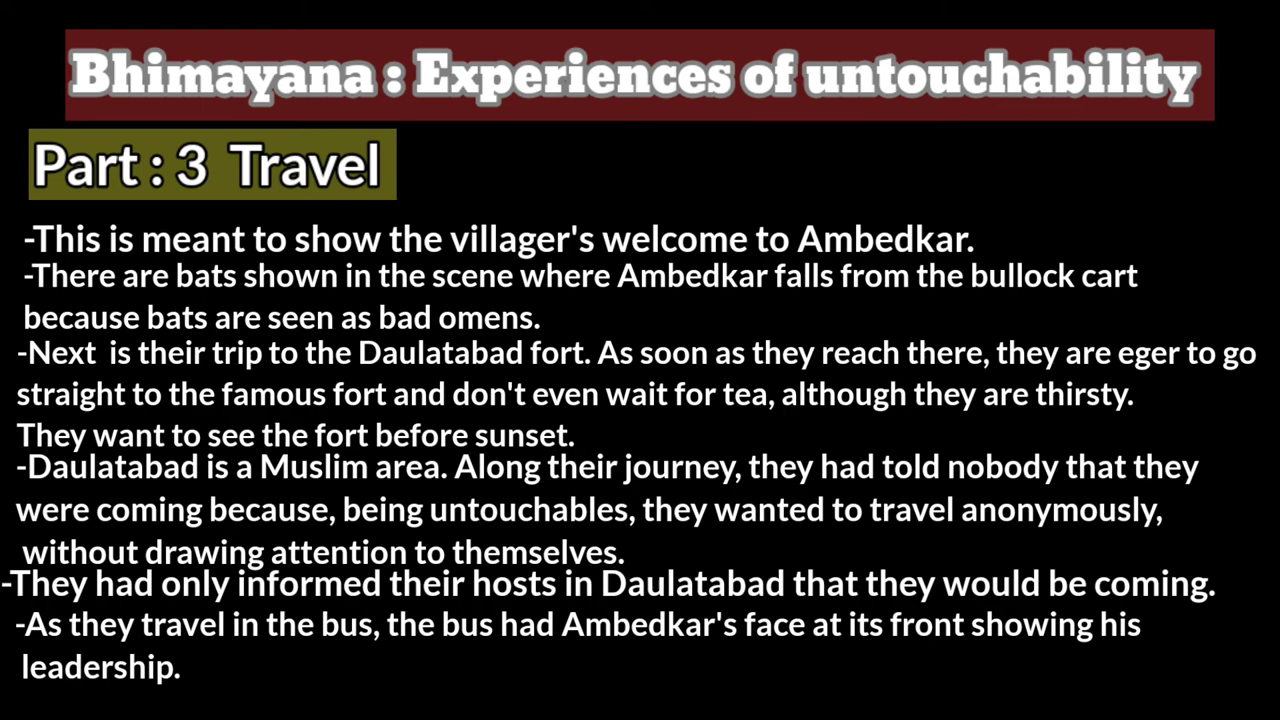 Bhimayana : Experiences of untouchability
Part : 3 Travel
-This is meant to show the villager's welcome to Ambedkar.
-There are bats shown in the scene where Ambedkar falls from the bullock cart
because bats are seen as bad omens.
-Next is their trip to the Daulatabad fort. As soon as they reach there, they are eger to go
straight to the famous fort and don't even wait for tea, although they are thirsty.
They want to see the fort before sunset.
-Daulatabad is a Muslim area. Along their journey, they had told nobody that they
were coming because, being untouchables, they wanted to travel anonymously,
without drawing attention to themselves.
-They had only informed their hosts in Daulatabad that they would be coming.
-As they travel in the bus, the bus had Ambedkar's face at its front showing his
leadership.